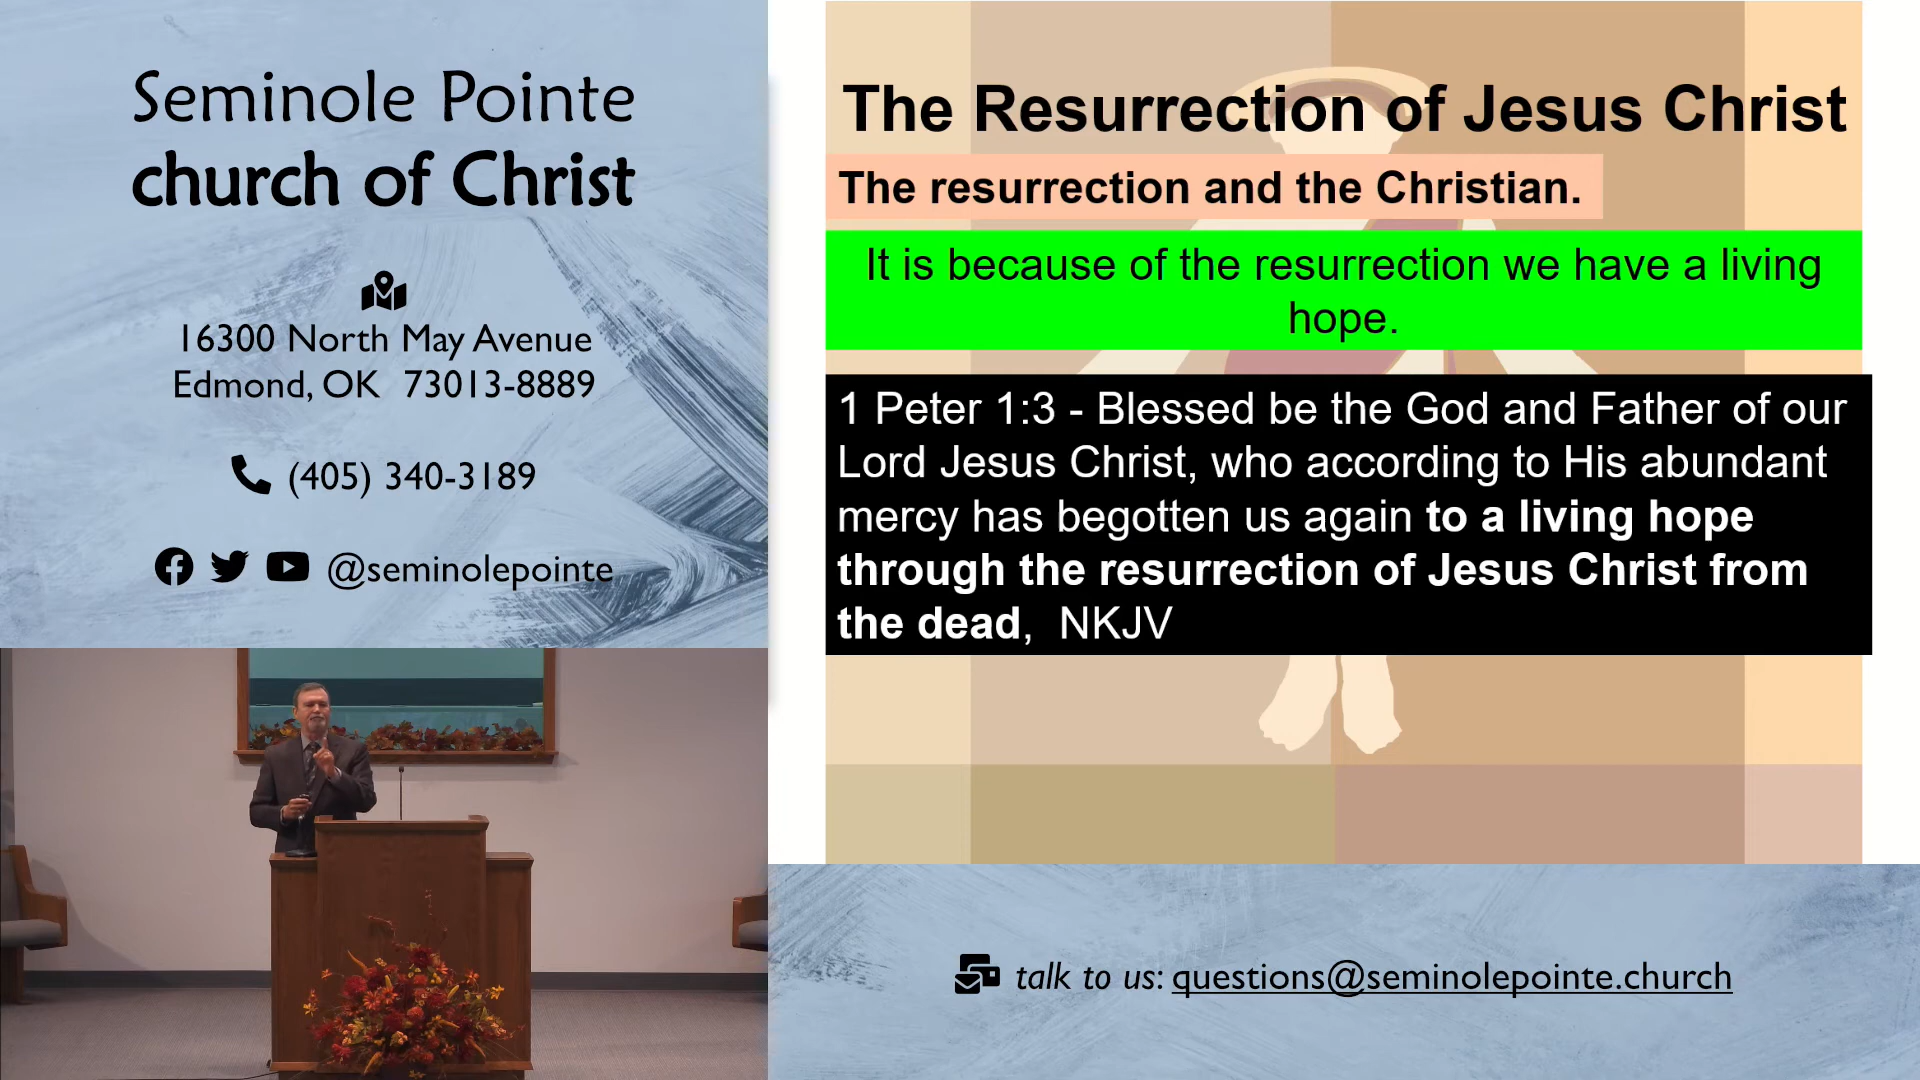 Seminole Pointe
church of Christ
16300 North May Avenue
Edmond, OK 73013-8889
(405) 340-3189
@seminolepointe
The Resurrection of Jesus Christ
The resurrection and the Christian.
It is because of the resurrection we have a living
hope.
1 Peter 1:3 - Blessed be the God and Father of our
Lord Jesus Christ, who according to His abundant
mercy has begotten us again to a living hope
through the resurrection of Jesus Christ from
the dead, NKJV
talk to us: questions@seminolepointe.church